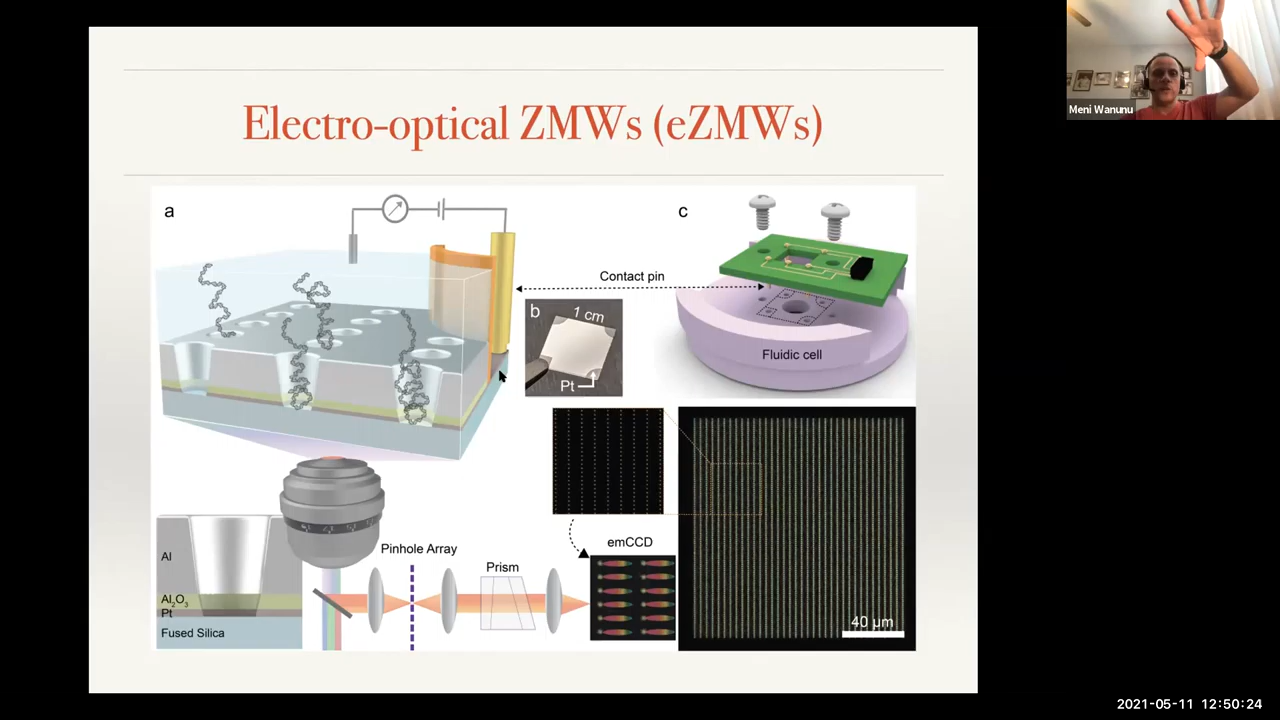 Electro-optical ZMWs (eZMWs)
a
c
Contact pin
b
1 cm
Pt
Fluidic cell
emCCD
40 μm
Pinhole Array
Prism
Al
Al₂O₃
Pt
Fused Silica
Meni Wanunu
2021-05-11 12:50:24